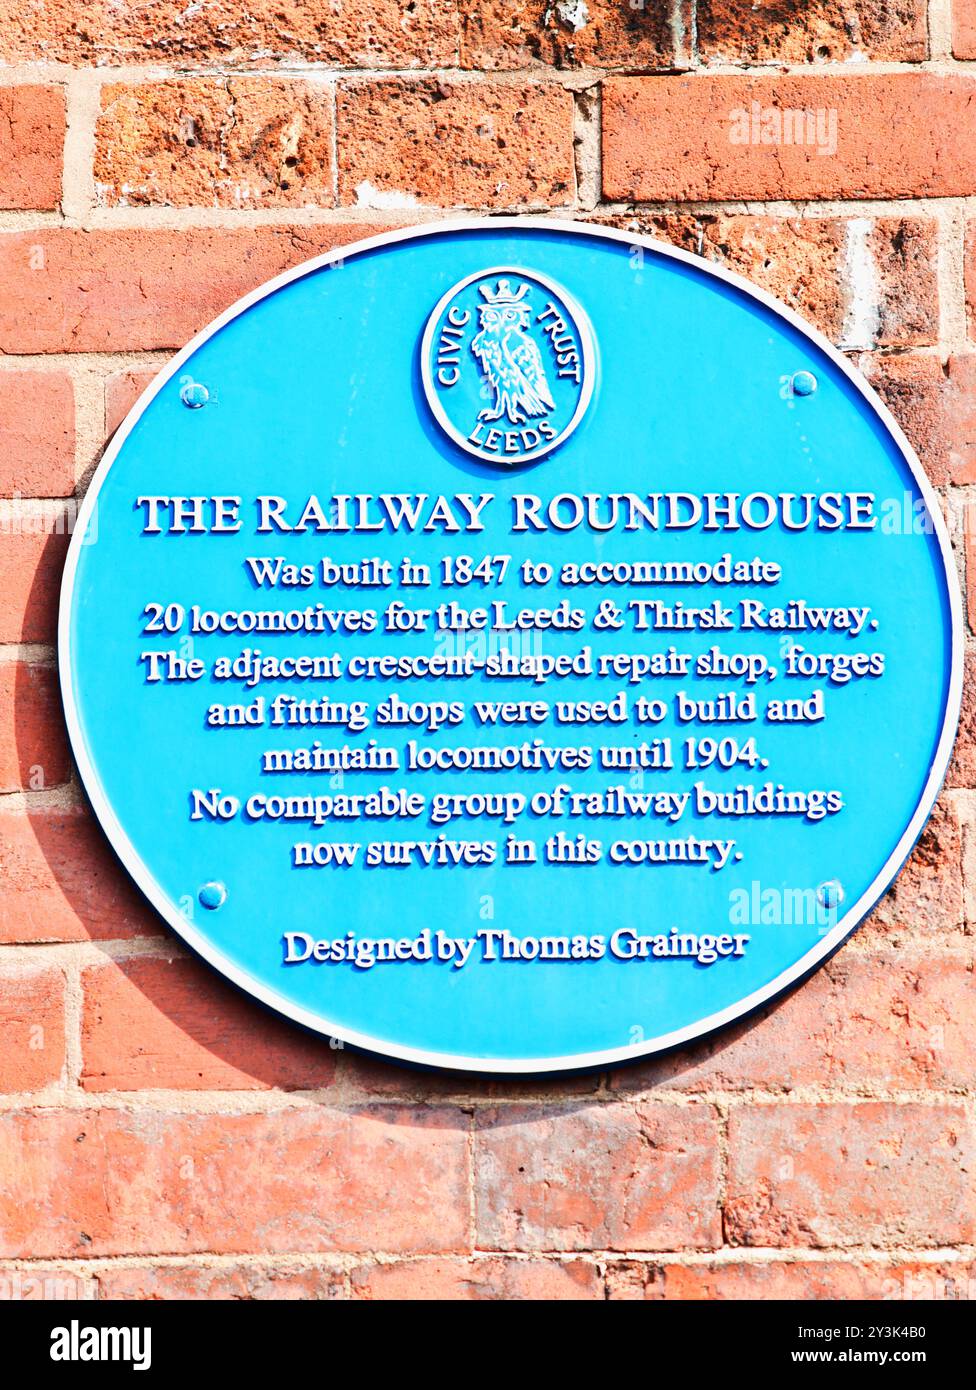 CIVIC TRUST
LEEDS
THE RAILWAY ROUNDHOUSE
Was built in 1847 to accommodate
20 locomotives for the Leeds & Thirsk Railway.
The adjacent crescent-shaped repair shop, forges
and fitting shops were used to build and
maintain locomotives until 1904.
No comparable group of railway buildings
now survives in this country.
Designed by Thomas Grainger
alamy
alamy
Image ID: 2Y3K4B0
www.alamy.com